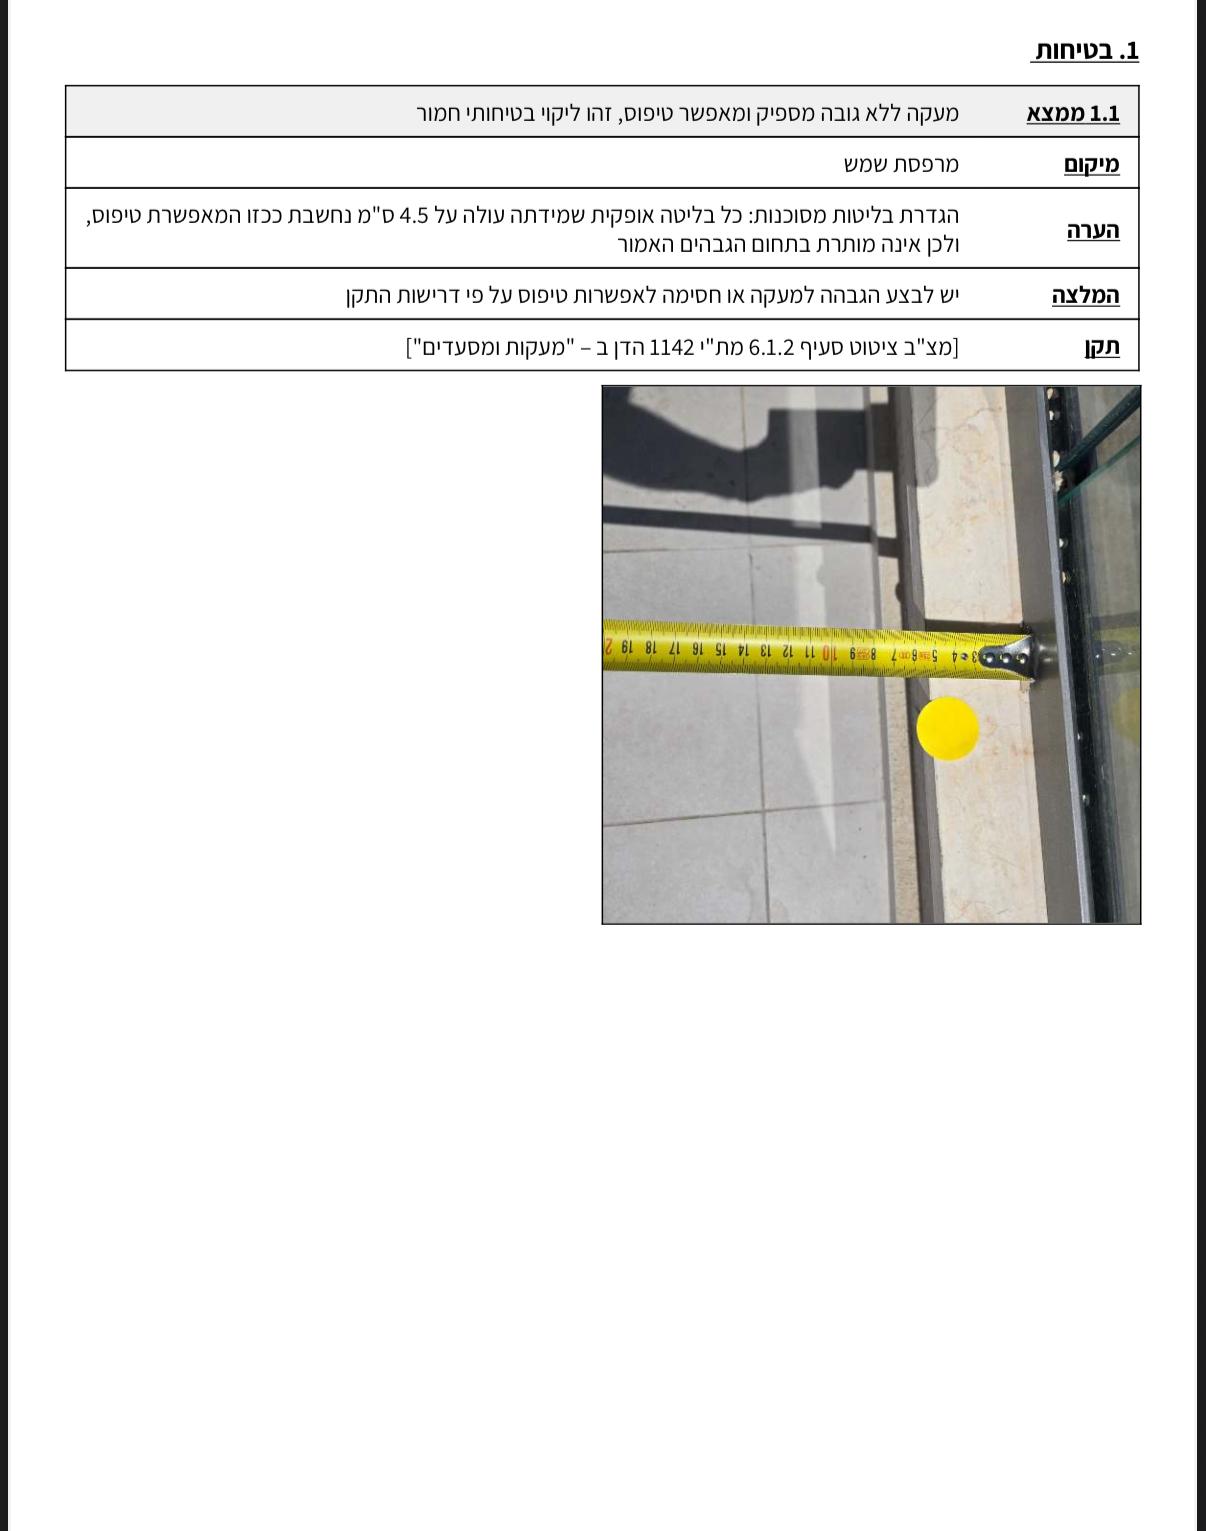 1. בטיחות
1.1 ממצא מעקה ללא גובה מספיק ומאפשר טיפוס, זהו ליקוי בטיחותי חמור
מיקום מרפסת שמש
הערה הגדרת בליטות מסוכנות: כל בליטה אופקית שמידתה עולה על 4.5 ס"מ נחשבת ככזו המאפשרת טיפוס,
ולכן אינה מותרת בתחום הגבהים האמור
המלצה יש לבצע הגבהה למעקה או חסימה לאפשרות טיפוס על פי דרישות התקן
תקן [מצ"ב ציטוט סעיף 6.1.2 מת"י 1142 הדן ב – "מעקות ומסעדים"]
3 4 5 6 7 8 9 10 11 12 13 14 15 16 17 18 19 2